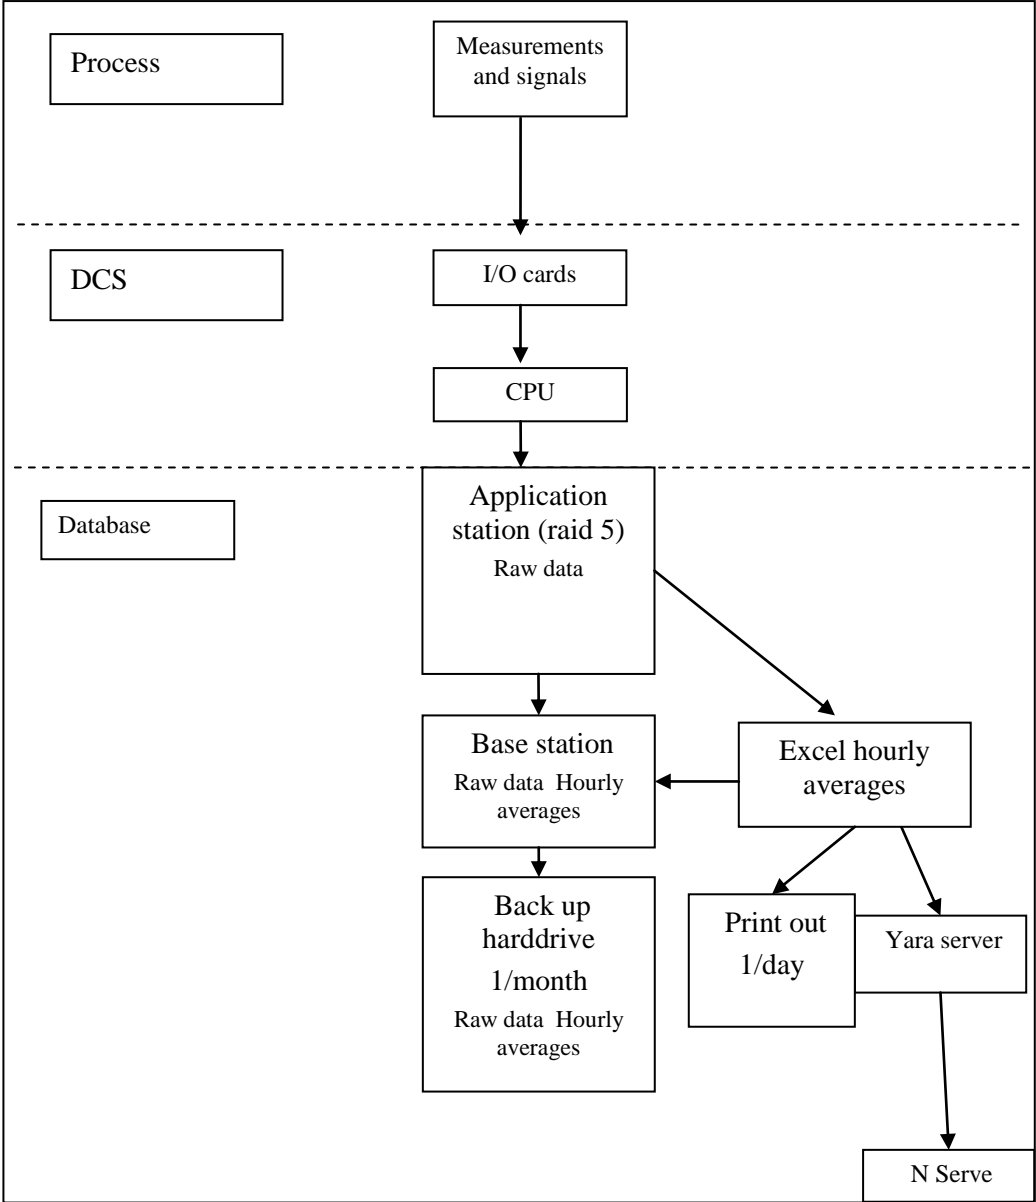 Process
Measurements
and signals
DCS
I/O cards
CPU
Database
Application
station (raid 5)
Raw data
Base station
Raw data Hourly
averages
Excel hourly
averages
Back up
harddrive
1/month
Raw data Hourly
averages
Print out
1/day
Yara server
N Serve